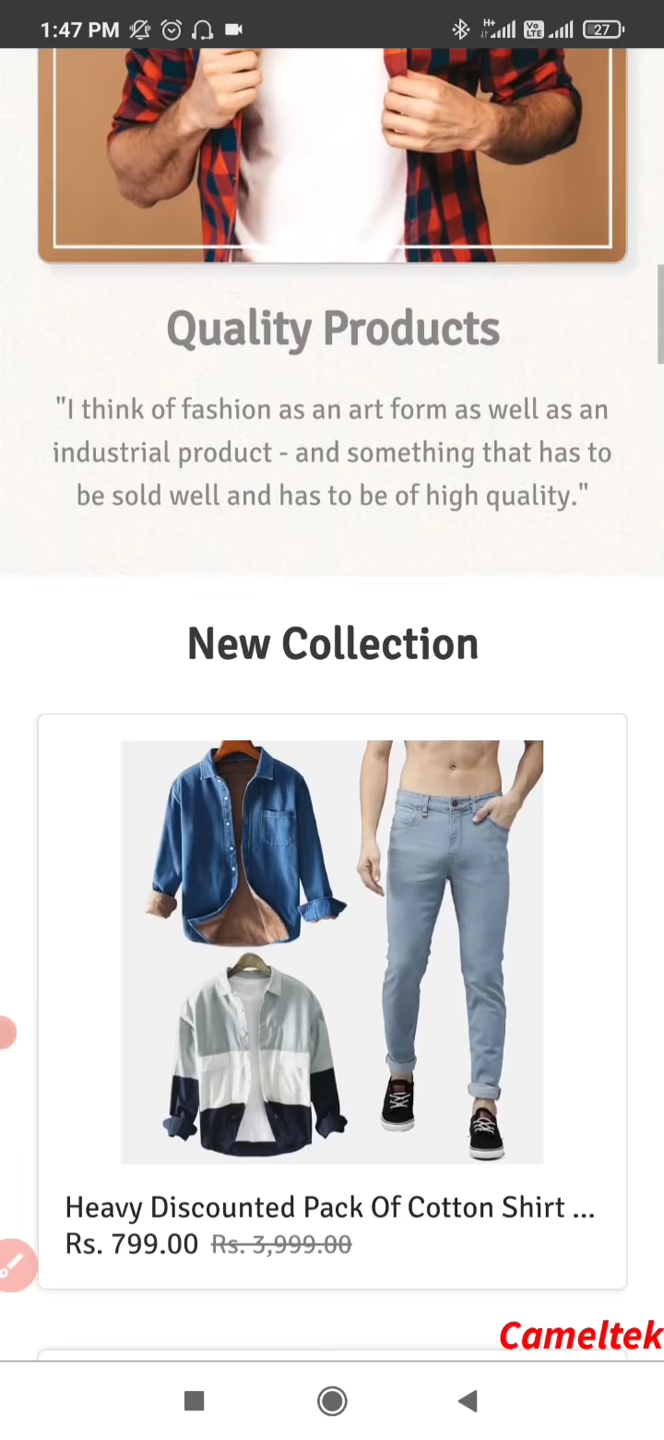 1:47 PM
H+
Vo
LTE
27
Quality Products
"I think of fashion as an art form as well as an
industrial product - and something that has to
be sold well and has to be of high quality."
New Collection
Heavy Discounted Pack Of Cotton Shirt ...
Rs. 799.00 Rs. 3,999.00
Cameltek